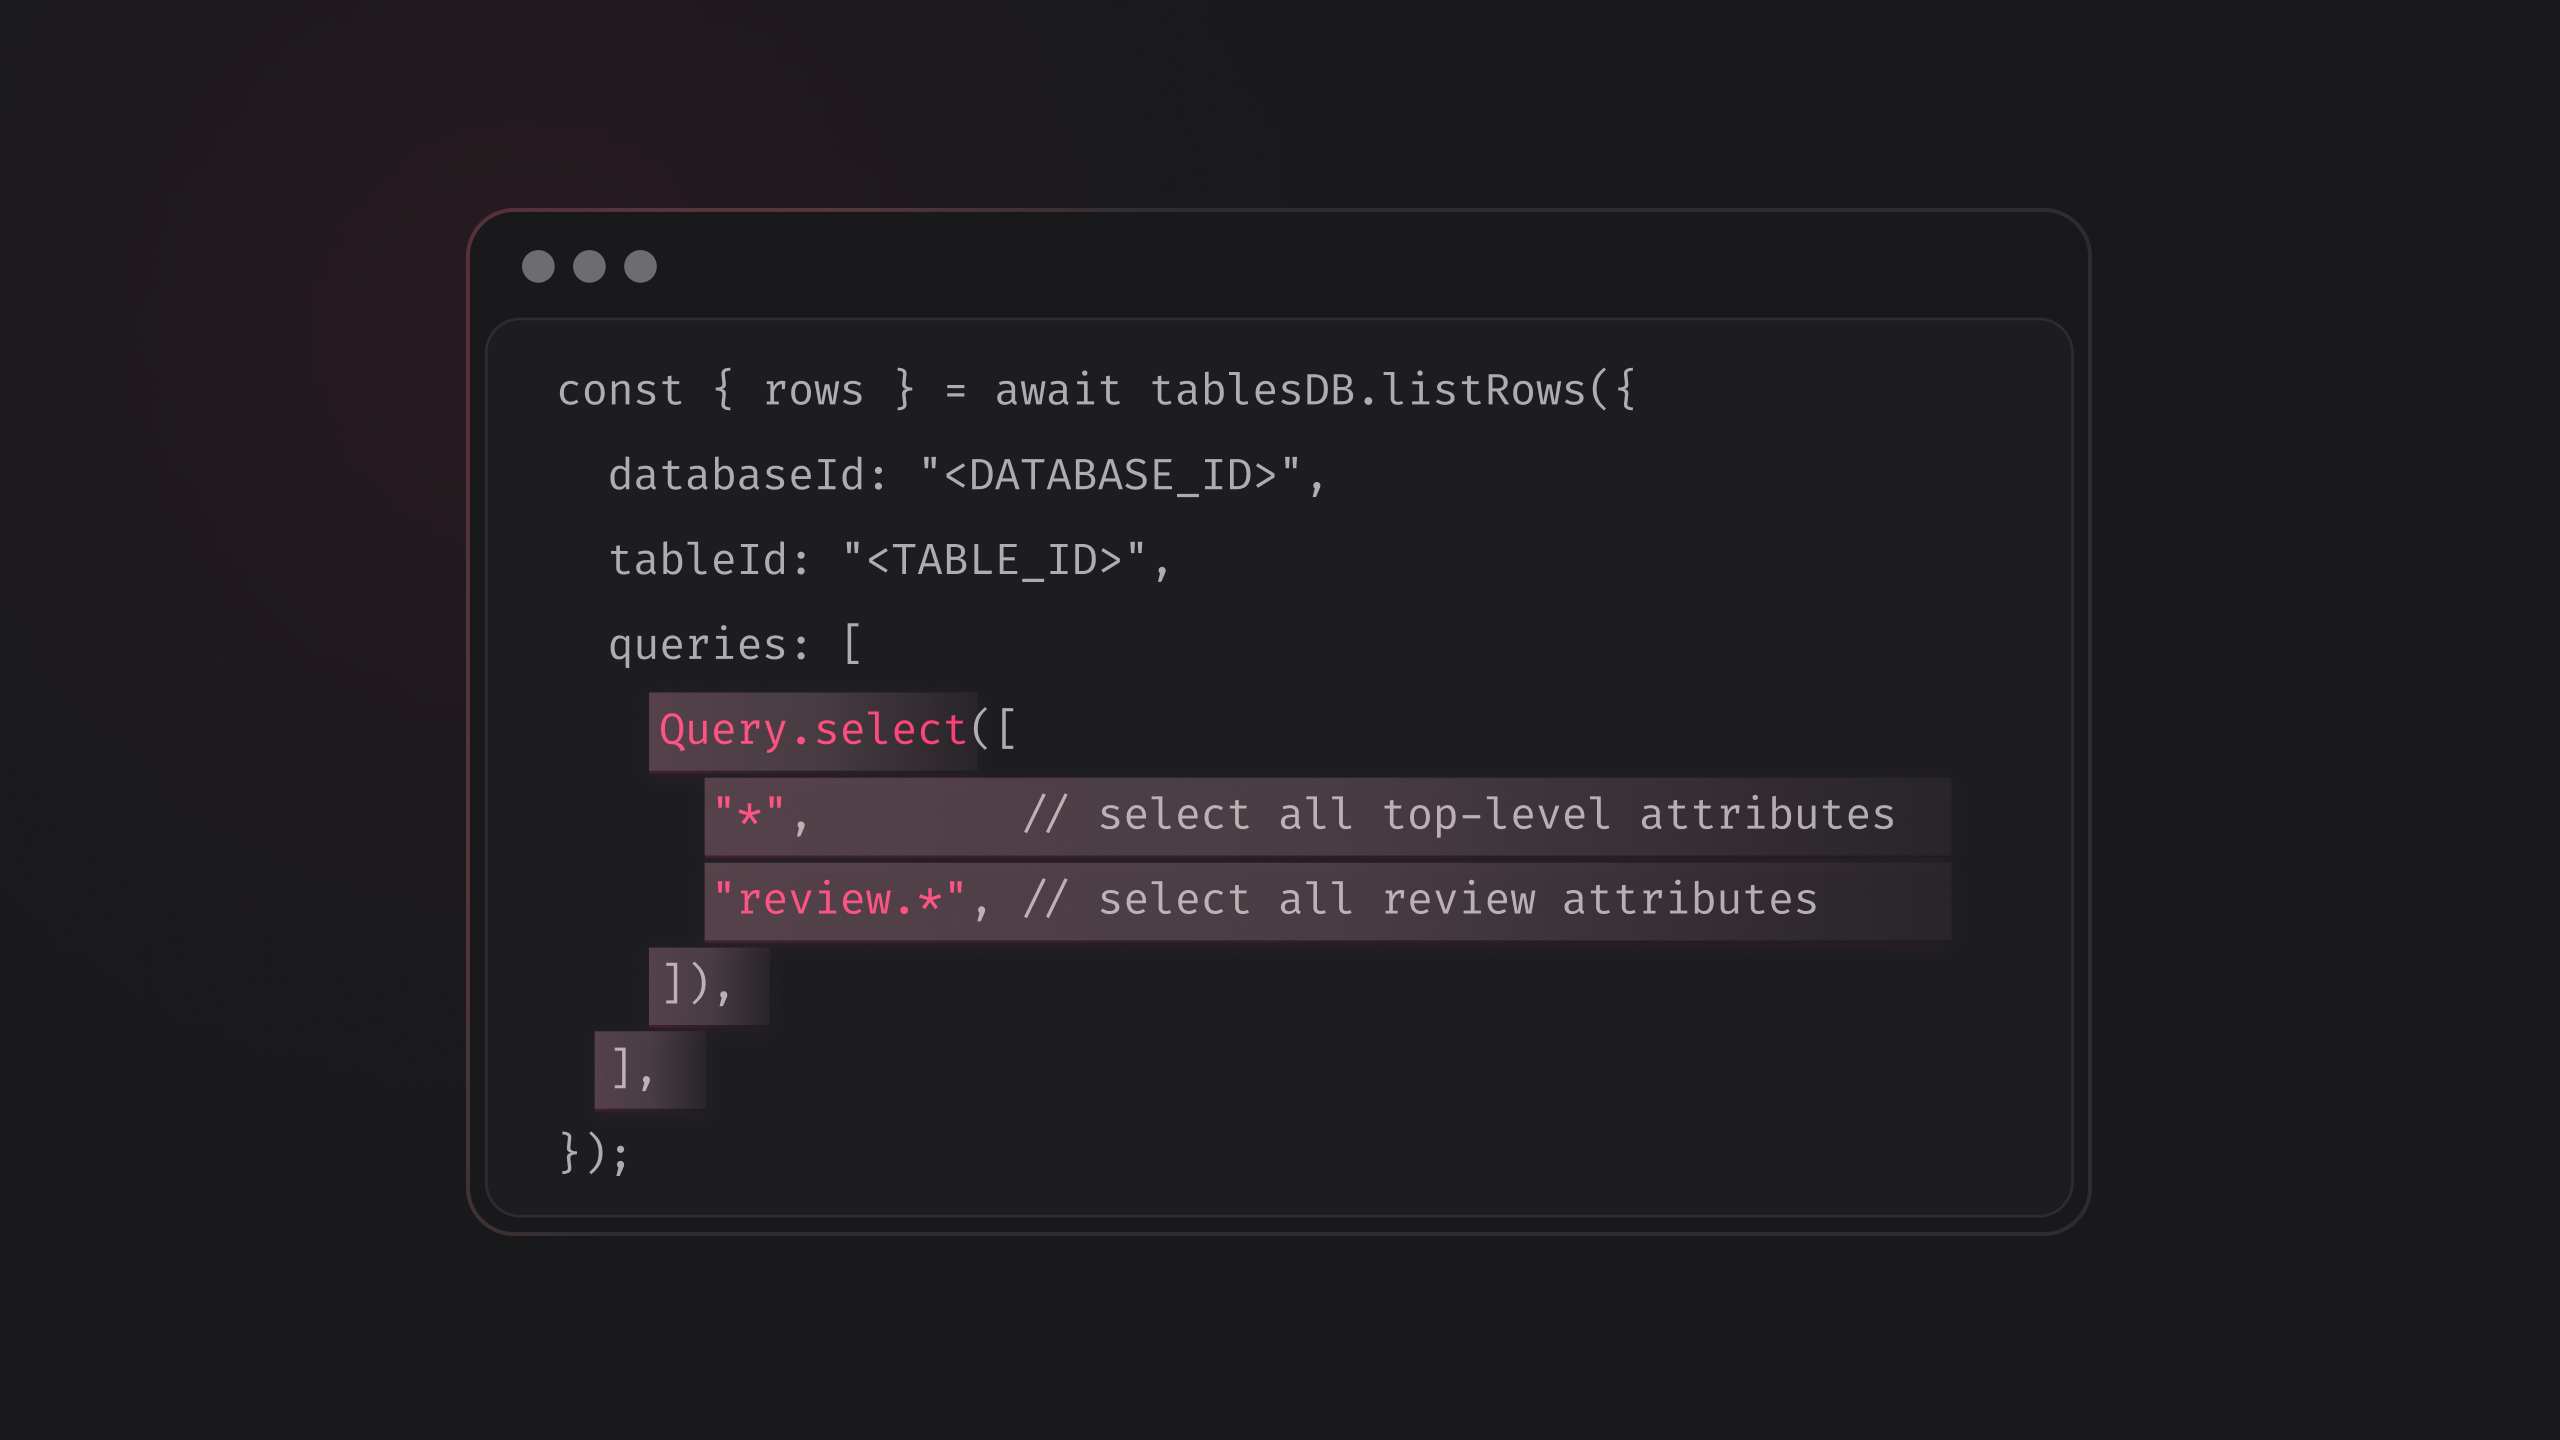 const { rows } = await tablesDB.listRows({
  databaseId: "<DATABASE_ID>",
  tableId: "<TABLE_ID>",
  queries: [
    Query.select([
      "*",        // select all top-level attributes
      "review.*", // select all review attributes
    ]),
  ],
});